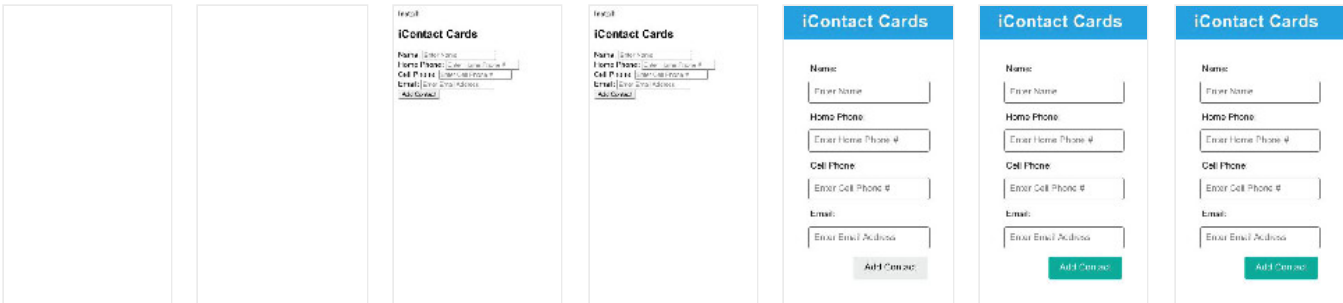 Install
iContact Cards
Name: Enter Name
Home Phone: Enter Home Phone #
Cell Phone: Enter Cell Phone #
Email: Enter Email Address
Add Contact
Install
iContact Cards
Name: Enter Name
Home Phone: Enter Home Phone #
Cell Phone: Enter Cell Phone #
Email: Enter Email Address
Add Contact
iContact Cards
Name:
Enter Name
Home Phone:
Enter Home Phone #
Cell Phone:
Enter Cell Phone #
Email:
Enter Email Address
Add Contact
iContact Cards
Name:
Enter Name
Home Phone:
Enter Home Phone #
Cell Phone:
Enter Cell Phone #
Email:
Enter Email Address
Add Contact
iContact Cards
Name:
Enter Name
Home Phone:
Enter Home Phone #
Cell Phone:
Enter Cell Phone #
Email:
Enter Email Address
Add Contact